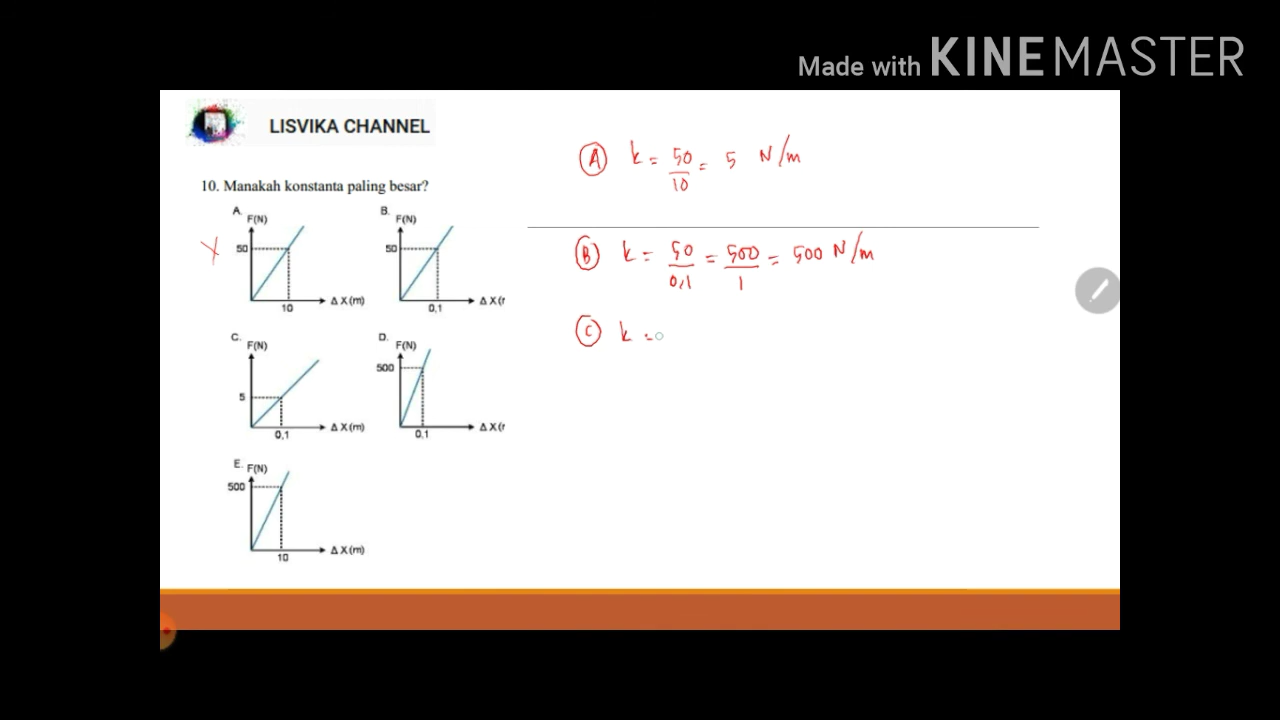 Made with KINEMASTER
LISVIKA CHANNEL
10. Manakah konstanta paling besar?
A. F(N)
50
10
Δ X (m)
B. F(N)
50
0,1
Δ X (r
C. F(N)
5
0,1
Δ X (m)
D. F(N)
500
0,1
Δ X (r
E. F(N)
500
10
Δ X (m)
X
Ⓐ k = 50/10 = 5 N/m
Ⓑ k = 50/0,1 = 500/1 = 500 N/m
Ⓒ k =